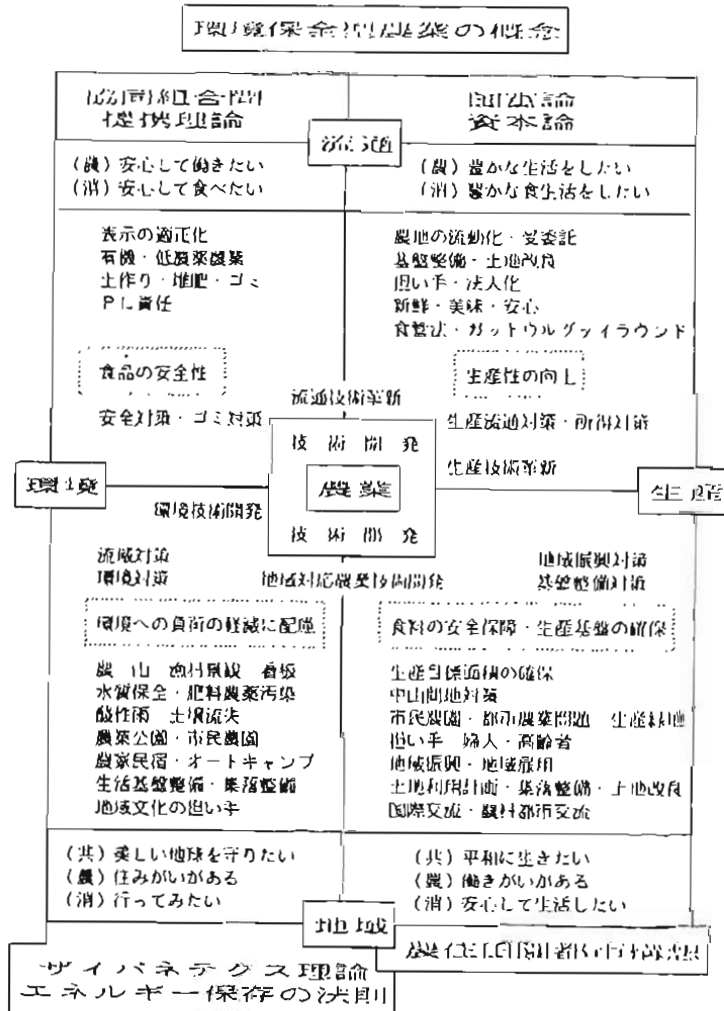 環境保全型農業の概念
協同組合間
提携理論
資本論
流通
(農) 安心して働きたい
(消) 安心して食べたい
(農) 豊かな生活をしたい
(消) 豊かな食生活をしたい
表示の適正化
有機・低農薬農業
土作り・堆肥・ゴミ
PL責任
農地の流動化・受委託
基盤整備・土地改良
担い手・法人化
新鮮・美味・安心
食管法・ガットウルグァイラウンド
食品の安全性
生産性の向上
流通技術革新
安全対策・ゴミ対策
生産流通対策・所得対策
技術開発
生産技術革新
環境
農業
生産
環境技術開発
技術開発
流域対策
環境対策
地域対応農業技術開発
地域振興対策
基盤整備対策
環境への負荷の軽減に配慮
食料の安全保障・生産基盤の確保
農 山 漁村景観 看板
水質保全・肥料農薬汚染
酸性雨 土壌流失
農業公園・市民農園
農家民宿・オートキャンプ
生活基盤整備・集落整備
地域文化の担い手
生産目標面積の確保
中山間地対策
市民農園・都市農業問題 生産緑地
担い手 婦人・高齢者
地域振興・地域雇用
土地利用計画・集落整備・土地改良
国際交流・農村都市交流
(共) 美しい地球を守りたい
(農) 住みがいがある
(消) 行ってみたい
(共) 平和に生きたい
(農) 働きがいがある
(消) 安心して生活したい
地域
サイバネテクス理論
エネルギー保存の法則